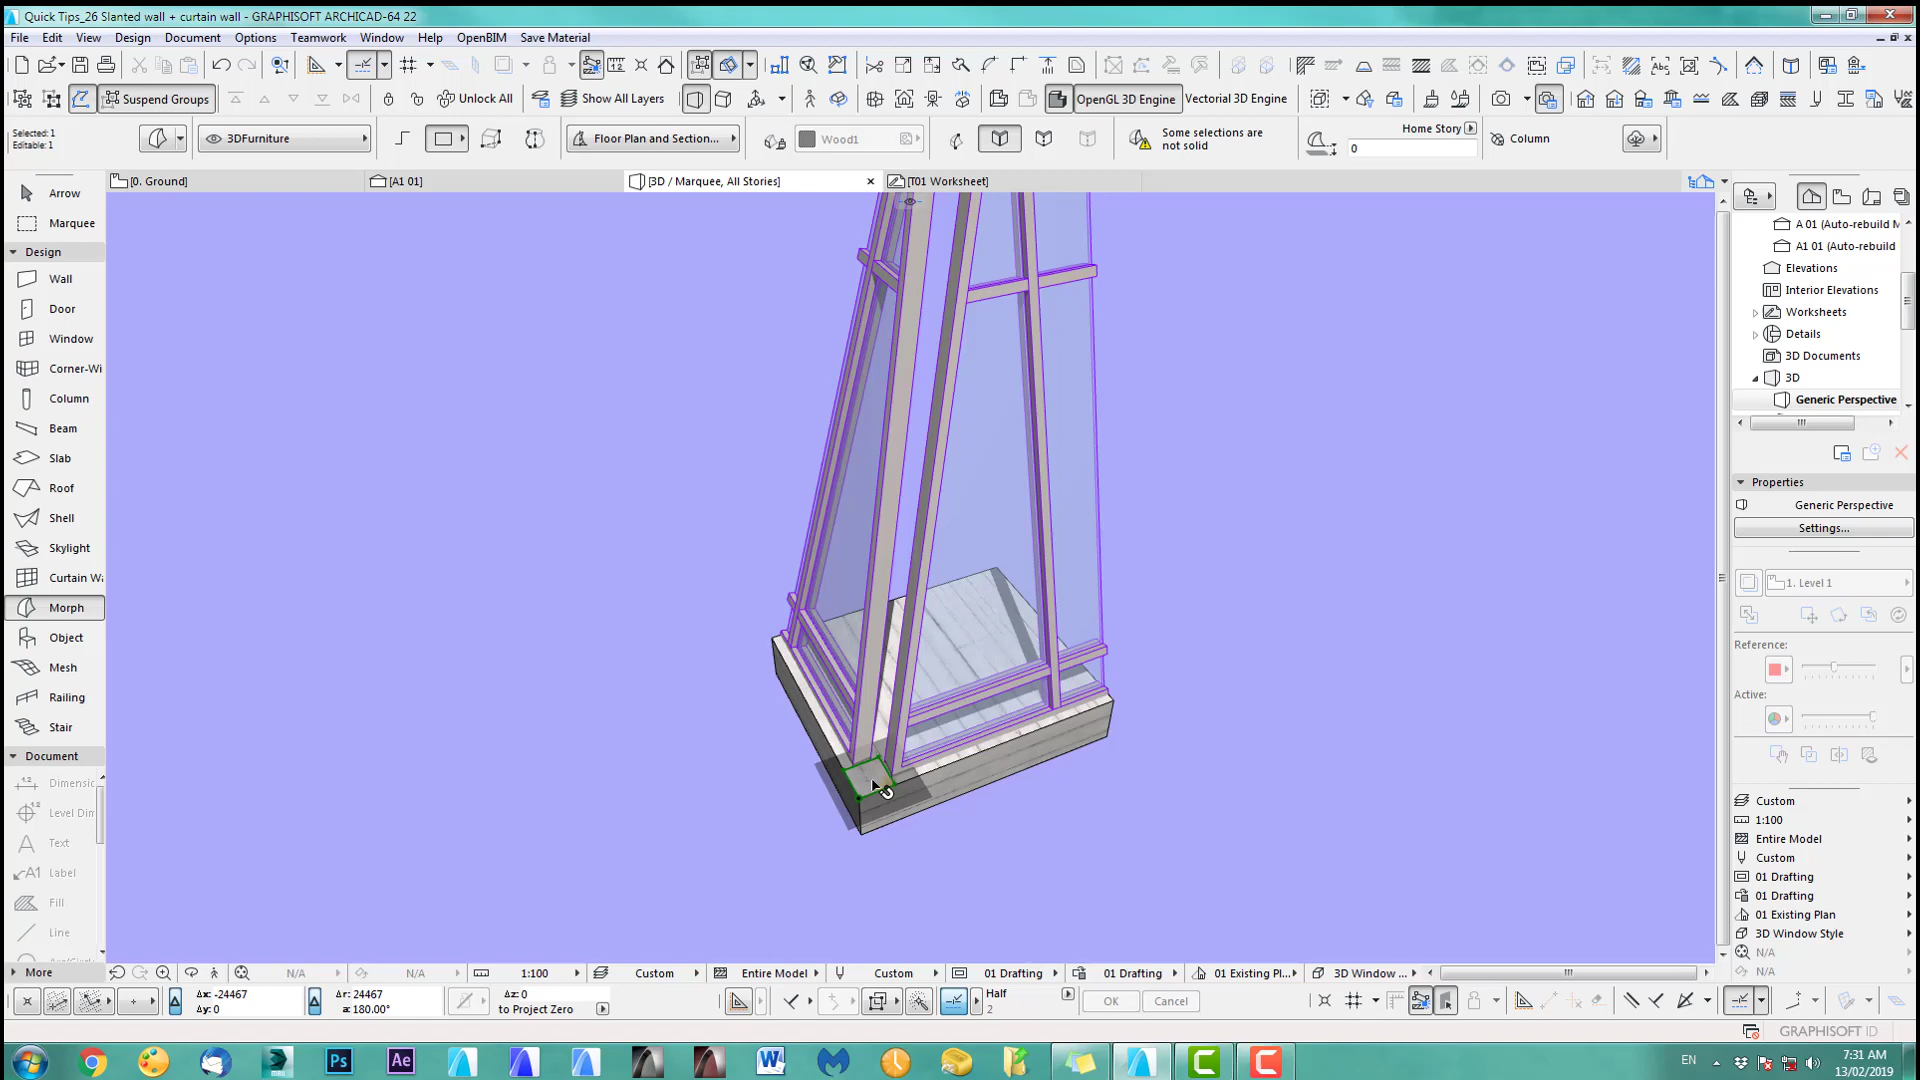 Quick Tips_26 Slanted wall + curtain wall - GRAPHISOFT ARCHICAD-64 22
File Edit View Design Document Options Teamwork Window Help OpenBIM Save Material
Suspend Groups Unlock All Show All Layers OpenGL 3D Engine Vectorial 3D Engine
Selected: 1
Editable: 1
3DFurniture
Floor Plan and Section...
Wood1
Some selections are
not solid
Home Story
0
Column
[0. Ground]
[A1 01]
[3D / Marquee, All Stories]
[T01 Worksheet]
Arrow
Marquee
Design
Wall
Door
Window
Corner-Wi
Column
Beam
Slab
Roof
Shell
Skylight
Curtain Wa
Morph
Object
Mesh
Railing
Stair
Document
Dimensic
Level Din
Text
Label
Fill
Line
More
A 01 (Auto-rebuild M
A1 01 (Auto-rebuild
Elevations
Interior Elevations
Worksheets
Details
3D Documents
3D
Generic Perspective
Properties
Generic Perspective
Settings...
1. Level 1
Reference:
Active:
Custom
1:100
Entire Model
Custom
01 Drafting
01 Drafting
01 Existing Plan
3D Window Style
N/A
N/A
N/A N/A 1:100 Custom Entire Model Custom 01 Drafting 01 Drafting 01 Existing Pl... 3D Window ...
Δx: -24467
Δy: 0
Δr: 24467
a: 180.00°
Δz: 0
to Project Zero
Half
2
OK Cancel
GRAPHISOFT ID
Ps Ae
EN
7:31 AM
13/02/2019